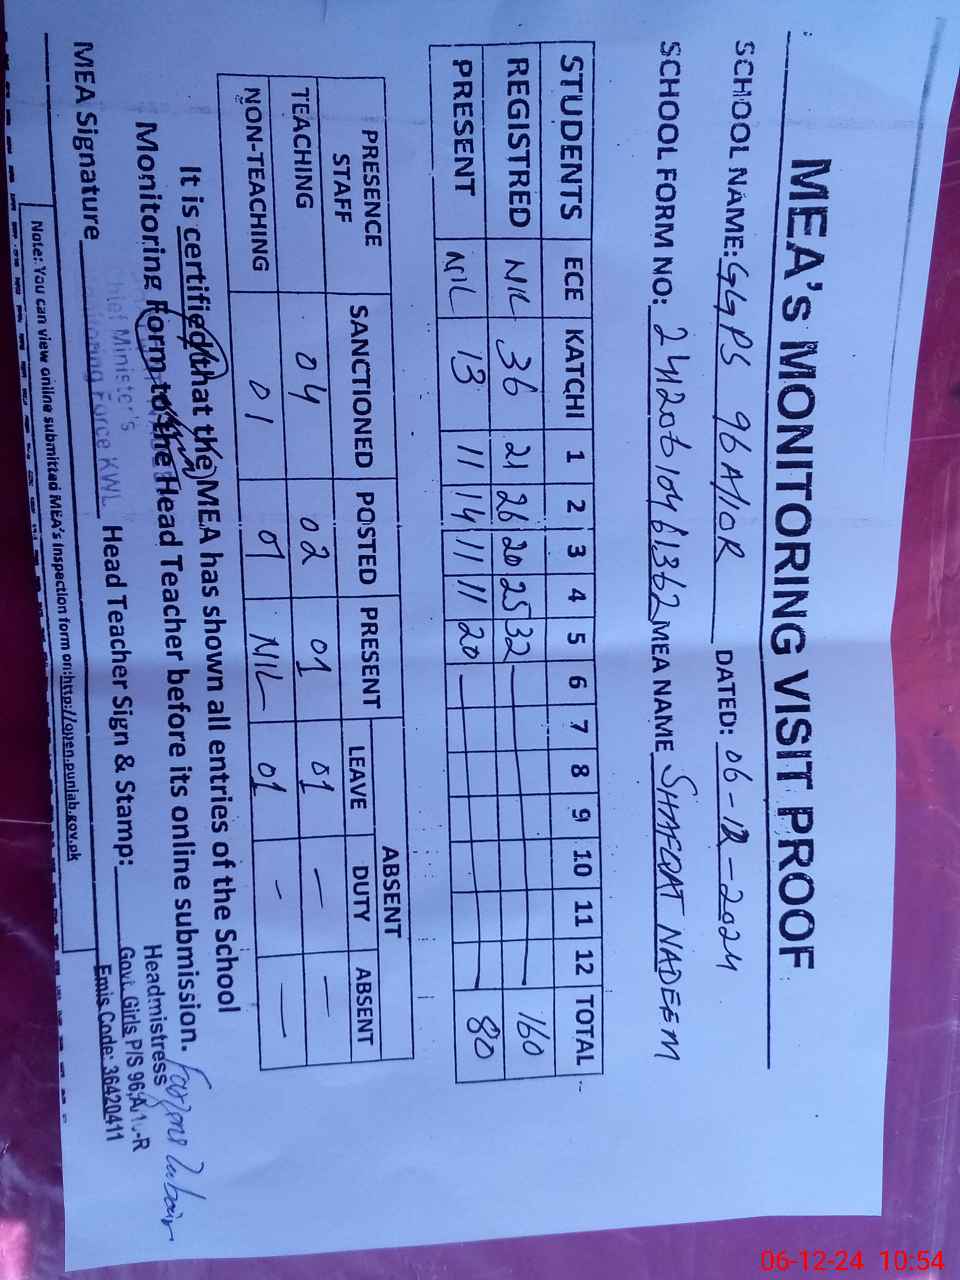 MEA's MONITORING VISIT PROOF
SCHOOL NAME: GGPS 96A/10R DATED: 06-12-2024
SCHOOL FORM NO: MEA NAME SHAFQAT NADEEM
STUDENTS ECE KATCHI 1 2 3 4 5 6 7 8 9 10 11 12 TOTAL
REGISTRED NIL 36 21 26 20 25 32 160
PRESENT NIL 13 11 14 11 11 20 80
PRESENCE STAFF SANCTIONED POSTED PRESENT ABSENT
LEAVE DUTY ABSENT
TEACHING 04 02 01 01 — —
NON-TEACHING 01 01 NIL 01 - —
It is certified that the MEA has shown all entries of the School
Monitoring Form to the Head Teacher before its online submission.
MEA Signature Head Teacher Sign & Stamp:
Chief Minister's
Monitoring Force KWL
Headmistress
Govt. Girls P/S 96/A/10-R
Emis Code: 36420411
Note: You can view online submitted MEA's Inspection form on:http://open.punjab.gov.pk
06-12-24 10:54